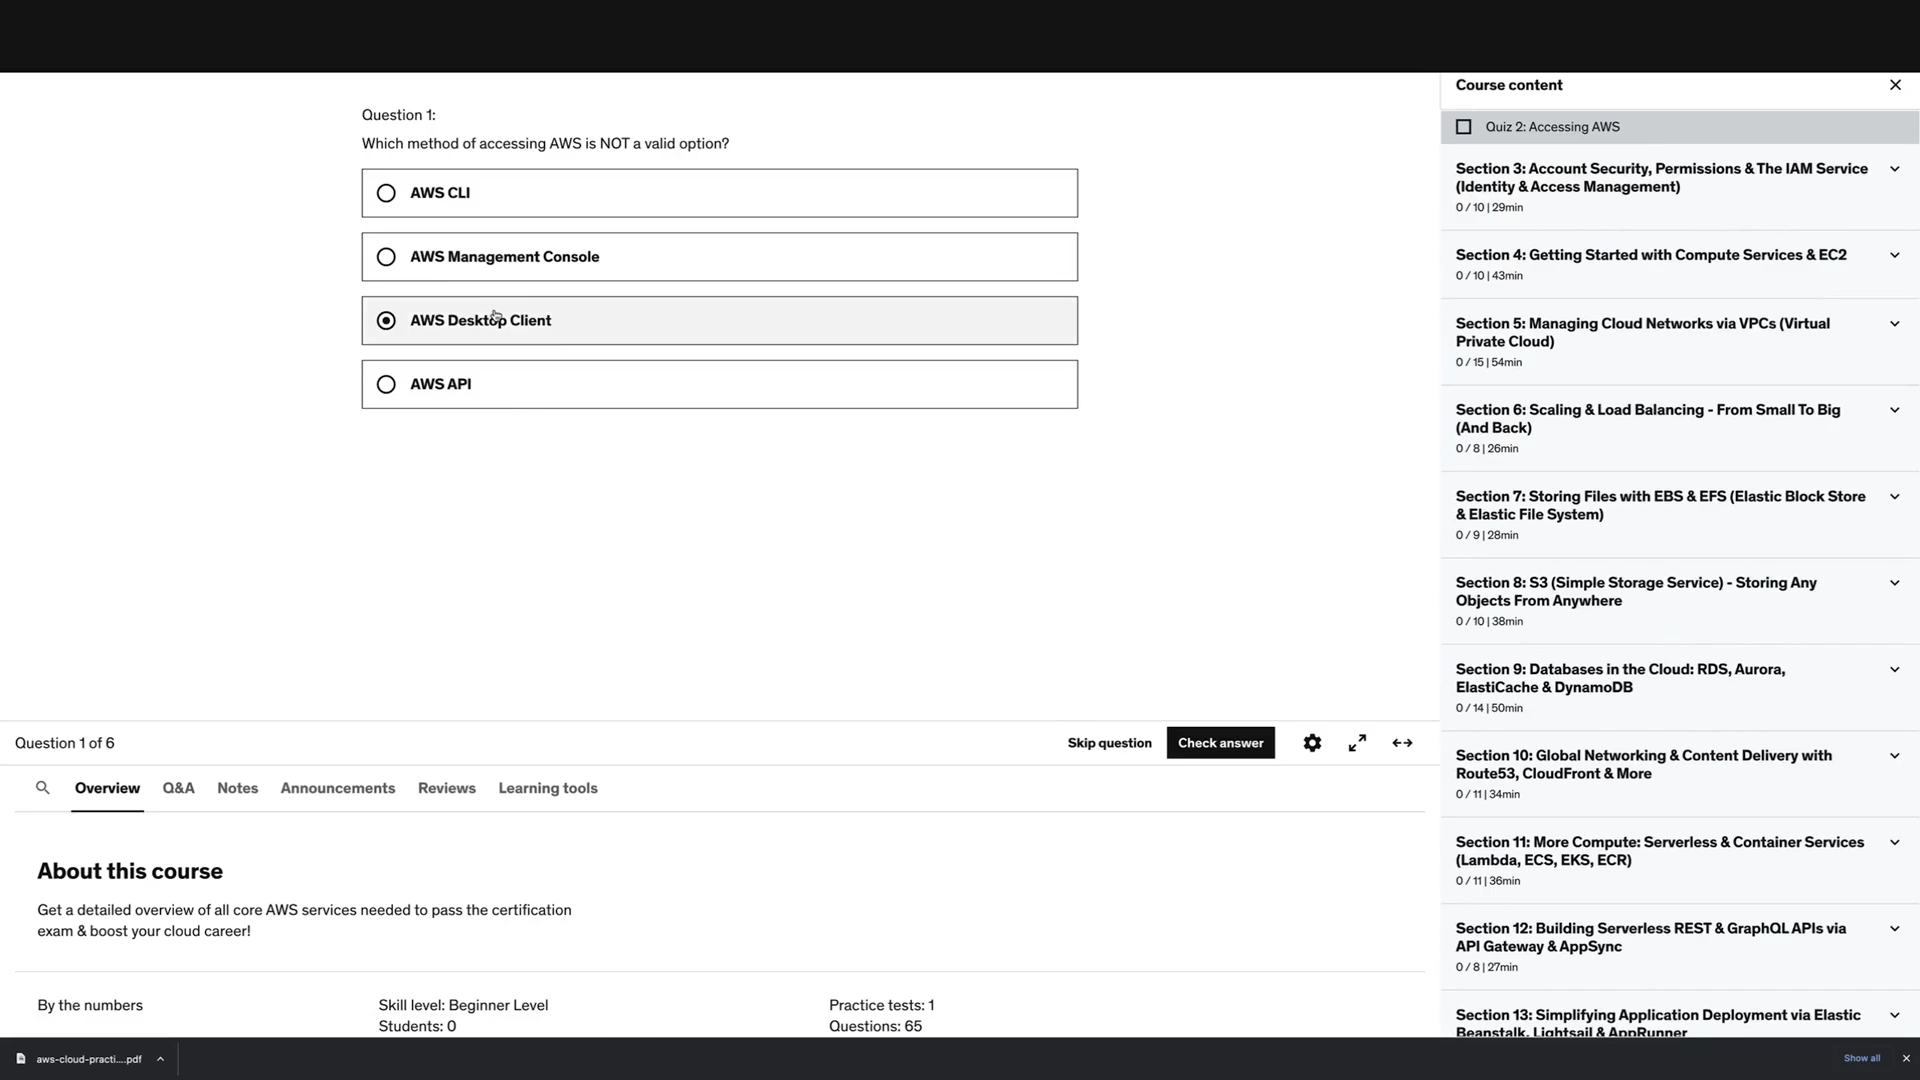 Question 1:
Which method of accessing AWS is NOT a valid option?
AWS CLI
AWS Management Console
AWS Desktop Client
AWS API
Question 1 of 6
Skip question
Check answer
Overview
Q&A
Notes
Announcements
Reviews
Learning tools
About this course
Get a detailed overview of all core AWS services needed to pass the certification
exam & boost your cloud career!
By the numbers
Skill level: Beginner Level
Students: 0
Practice tests: 1
Questions: 65
Course content
Quiz 2: Accessing AWS
Section 3: Account Security, Permissions & The IAM Service
(Identity & Access Management)
0 / 10 | 29min
Section 4: Getting Started with Compute Services & EC2
0 / 10 | 43min
Section 5: Managing Cloud Networks via VPCs (Virtual
Private Cloud)
0 / 15 | 54min
Section 6: Scaling & Load Balancing - From Small To Big
(And Back)
0 / 8 | 26min
Section 7: Storing Files with EBS & EFS (Elastic Block Store
& Elastic File System)
0 / 9 | 28min
Section 8: S3 (Simple Storage Service) - Storing Any
Objects From Anywhere
0 / 10 | 38min
Section 9: Databases in the Cloud: RDS, Aurora,
ElastiCache & DynamoDB
0 / 14 | 50min
Section 10: Global Networking & Content Delivery with
Route53, CloudFront & More
0 / 11 | 34min
Section 11: More Compute: Serverless & Container Services
(Lambda, ECS, EKS, ECR)
0 / 11 | 36min
Section 12: Building Serverless REST & GraphQL APIs via
API Gateway & AppSync
0 / 8 | 27min
Section 13: Simplifying Application Deployment via Elastic
Beanstalk, Lightsail & AppRunner
aws-cloud-practi....pdf
Show all